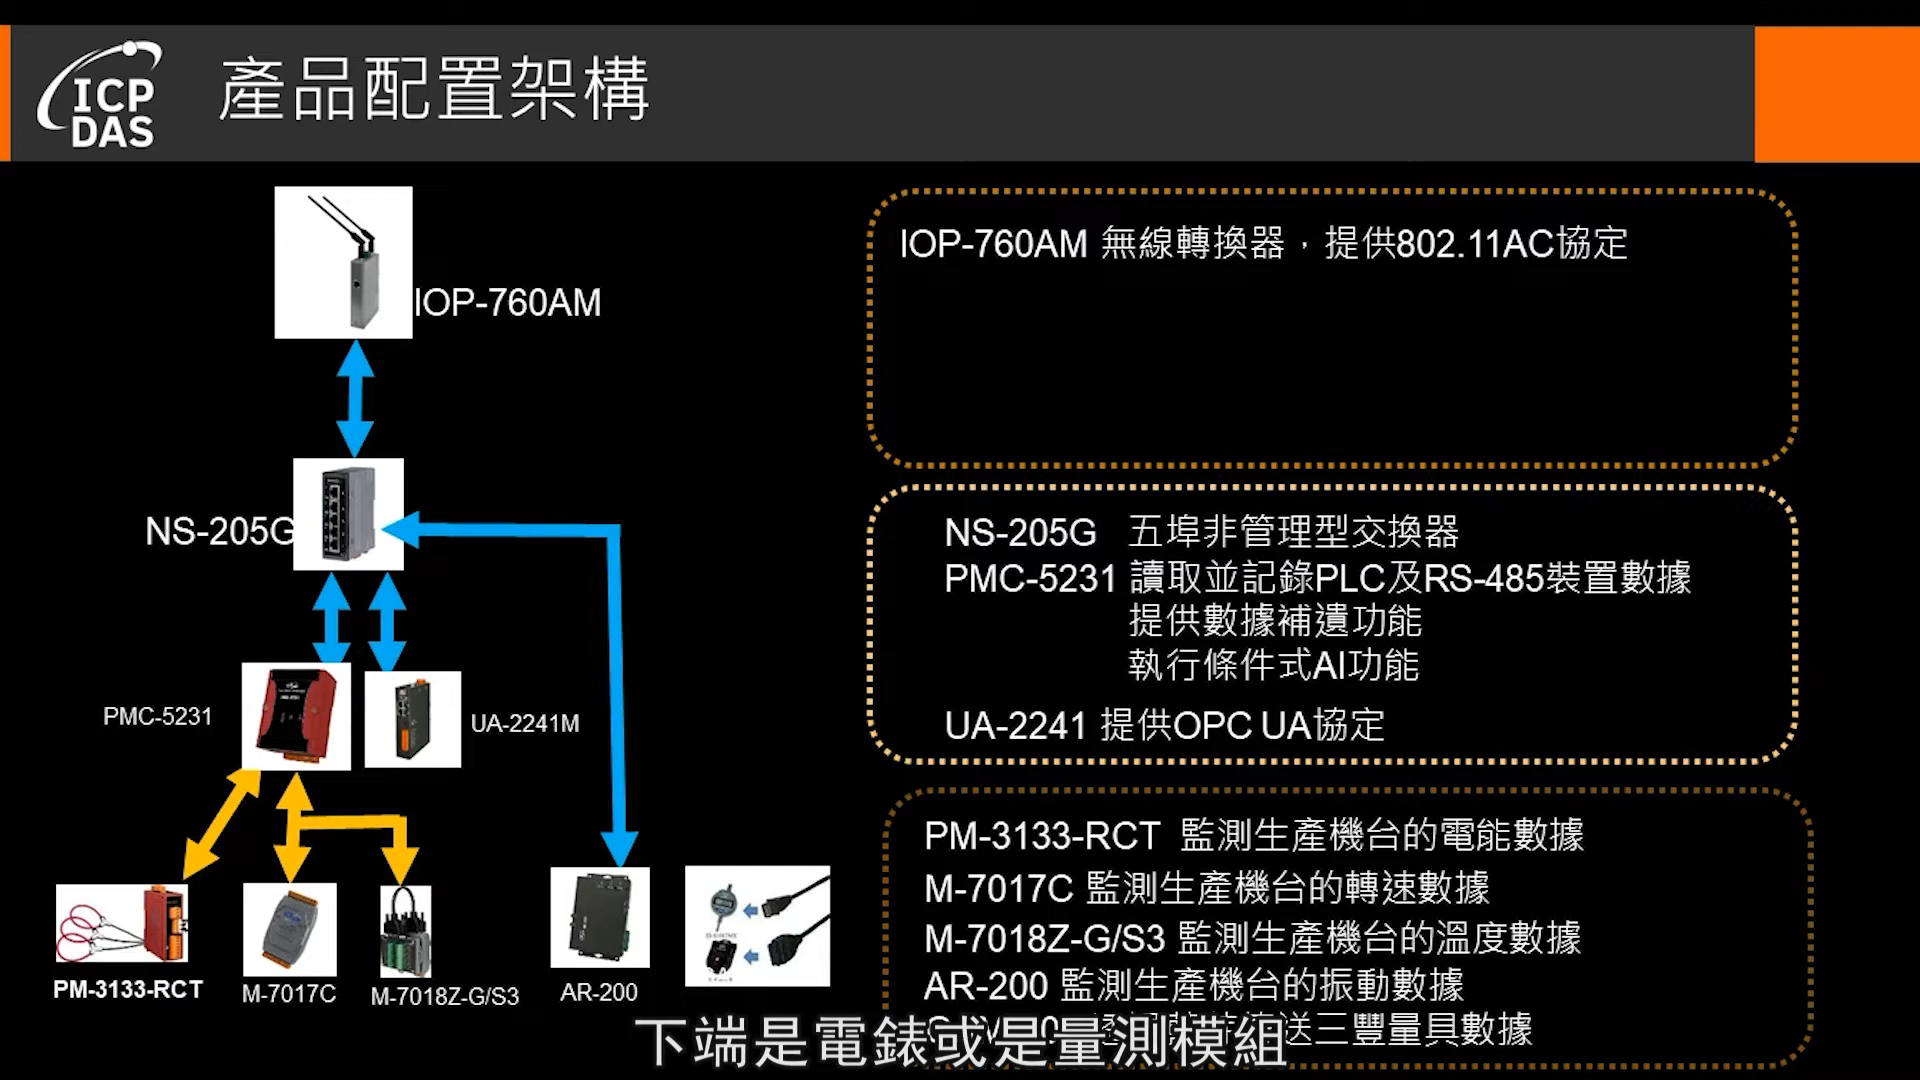 ICP
DAS
產品配置架構
IOP-760AM
IOP-760AM 無線轉換器，提供802.11AC協定
NS-205G
NS-205G 五埠非管理型交換器
PMC-5231 讀取並記錄PLC及RS-485裝置數據
提供數據補遺功能
執行條件式AI功能
UA-2241 提供OPC UA協定
PMC-5231
UA-2241M
PM-3133-RCT 監測生產機台的電能數據
M-7017C 監測生產機台的轉速數據
M-7018Z-G/S3 監測生產機台的溫度數據
AR-200 監測生產機台的振動數據
送三豐量具數據
PM-3133-RCT
M-7017C
M-7018Z-G/S3
AR-200
下端是電錶或是量測模組